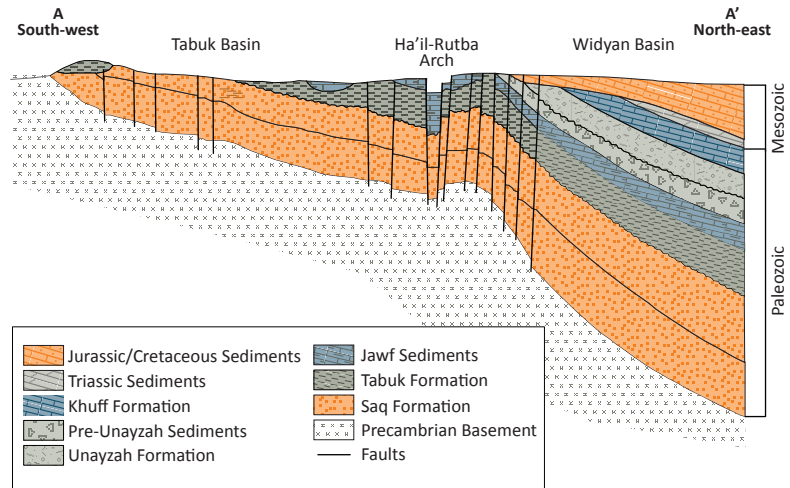 A
South-west
Tabuk Basin
Ha'il-Rutba
Arch
Widyan Basin
A'
North-east
Mesozoic
Paleozoic
Jurassic/Cretaceous Sediments
Triassic Sediments
Khuff Formation
Pre-Unayzah Sediments
Unayzah Formation
Jawf Sediments
Tabuk Formation
Saq Formation
Precambrian Basement
Faults